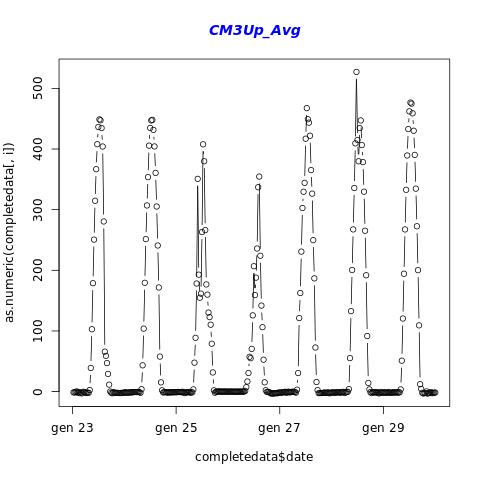 CM3Up_Avg
as.numeric(completedata[, i])
500
400
300
200
100
0
gen 23
gen 25
gen 27
gen 29
completedata$date